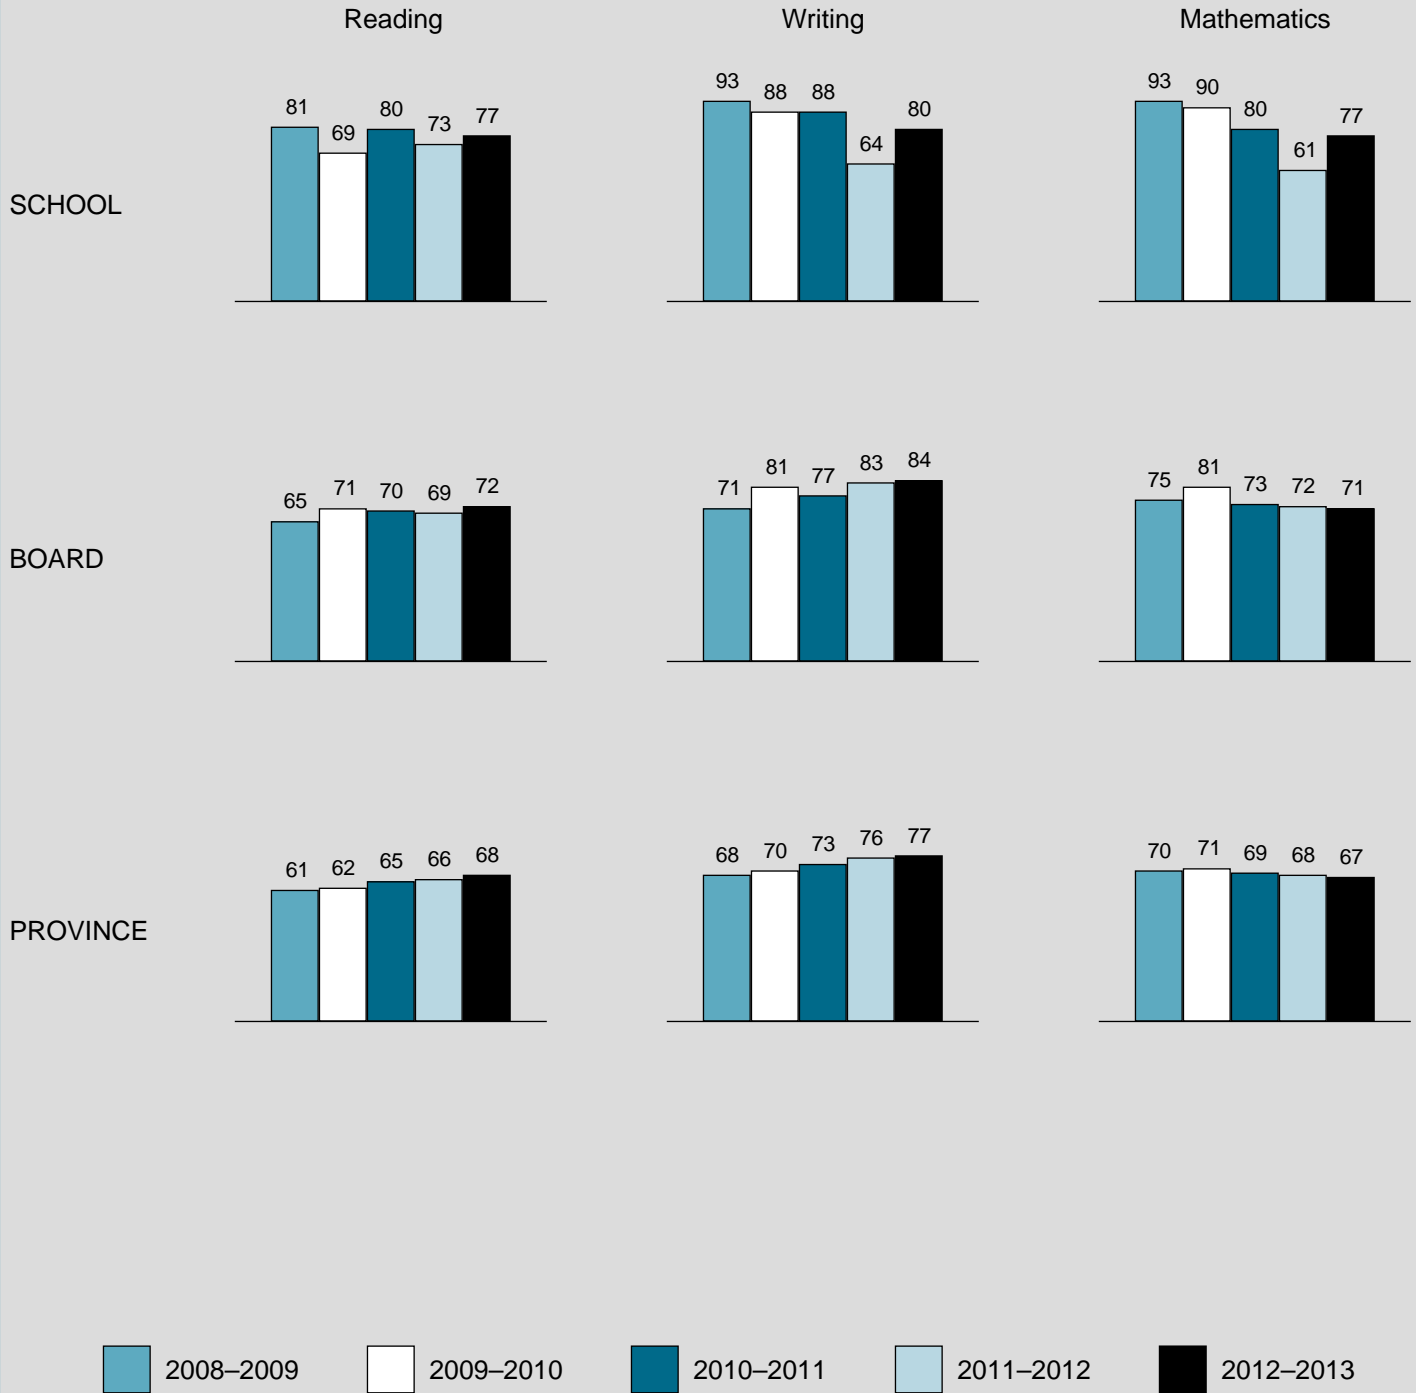 Reading Writing Mathematics
SCHOOL
81 69 80 73 77
93 88 88 64 80
93 90 80 61 77
BOARD
65 71 70 69 72
71 81 77 83 84
75 81 73 72 71
PROVINCE
61 62 65 66 68
68 70 73 76 77
70 71 69 68 67
2008–2009 2009–2010 2010–2011 2011–2012 2012–2013